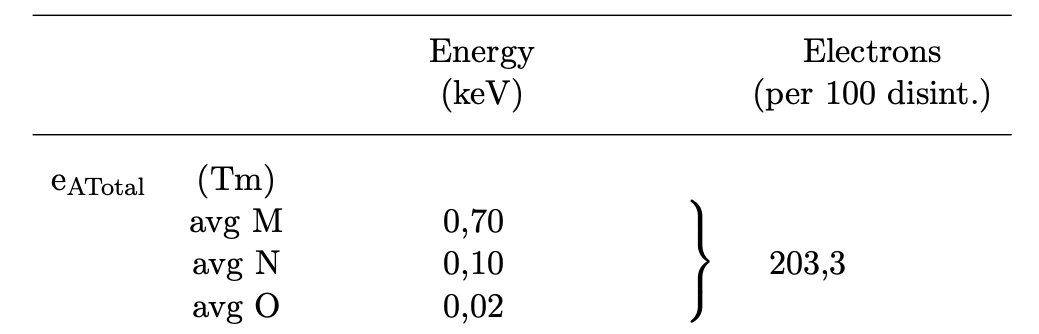 Energy Electrons
(keV) (per 100 disint.)
eATotal (Tm)
avg M 0,70
avg N 0,10 } 203,3
avg O 0,02